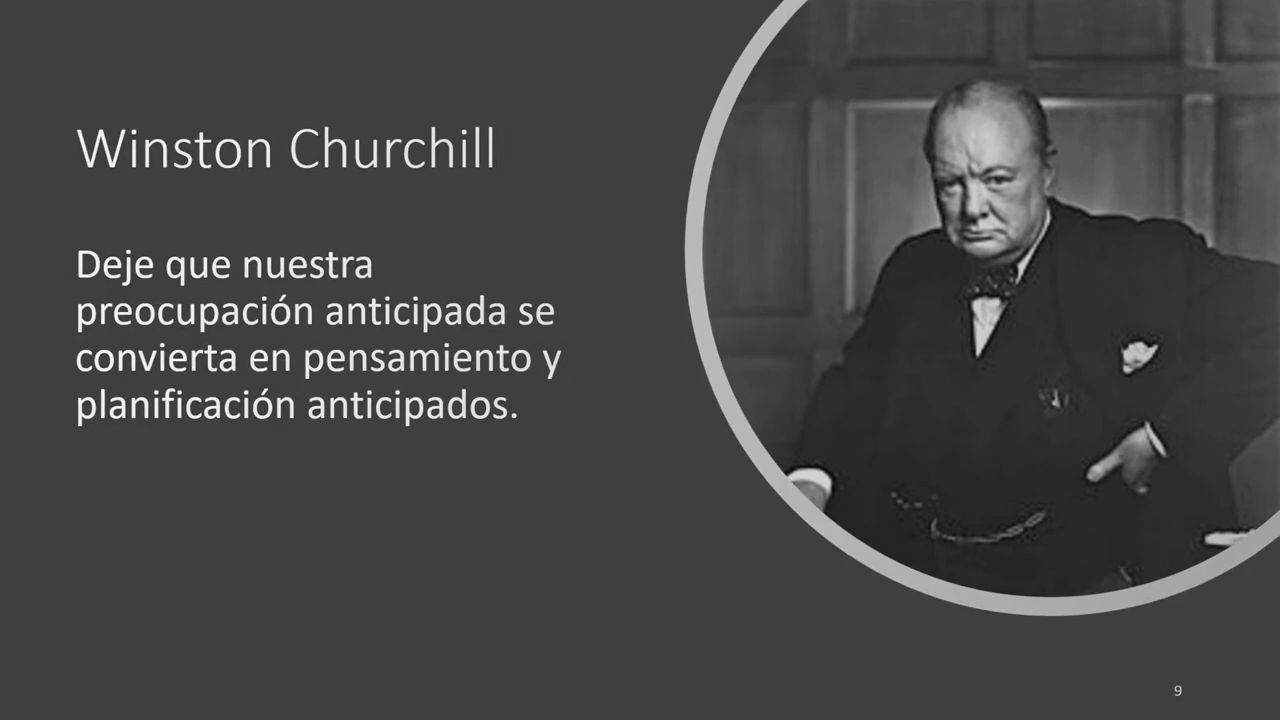 Winston Churchill
Deje que nuestra
preocupación anticipada se
convierta en pensamiento y
planificación anticipados.
9